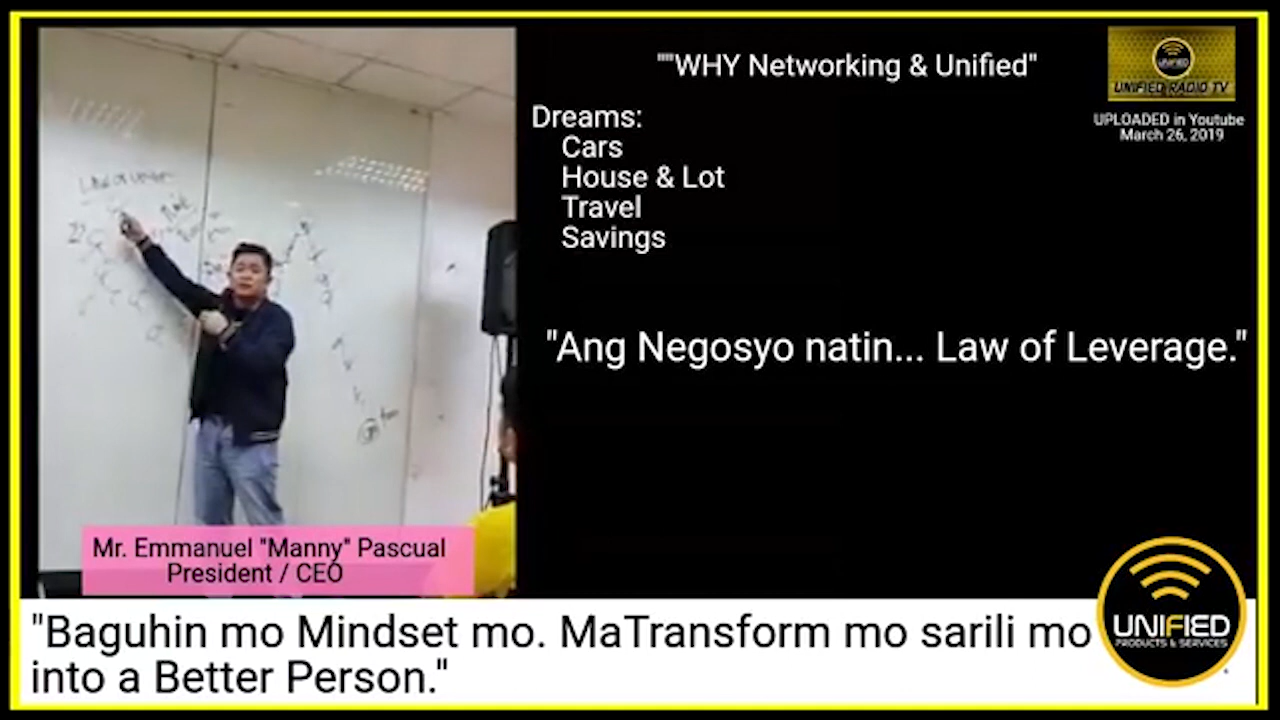 ""WHY Networking & Unified"
UNIFIED
UNIFIED RADIO TV
UPLOADED in Youtube
March 26, 2019
Dreams:
Cars
House & Lot
Travel
Savings
"Ang Negosyo natin... Law of Leverage."
Mr. Emmanuel "Manny" Pascual
President / CEO
"Baguhin mo Mindset mo. MaTransform mo sarili mo
into a Better Person."
UNIFIED
PRODUCTS & SERVICES